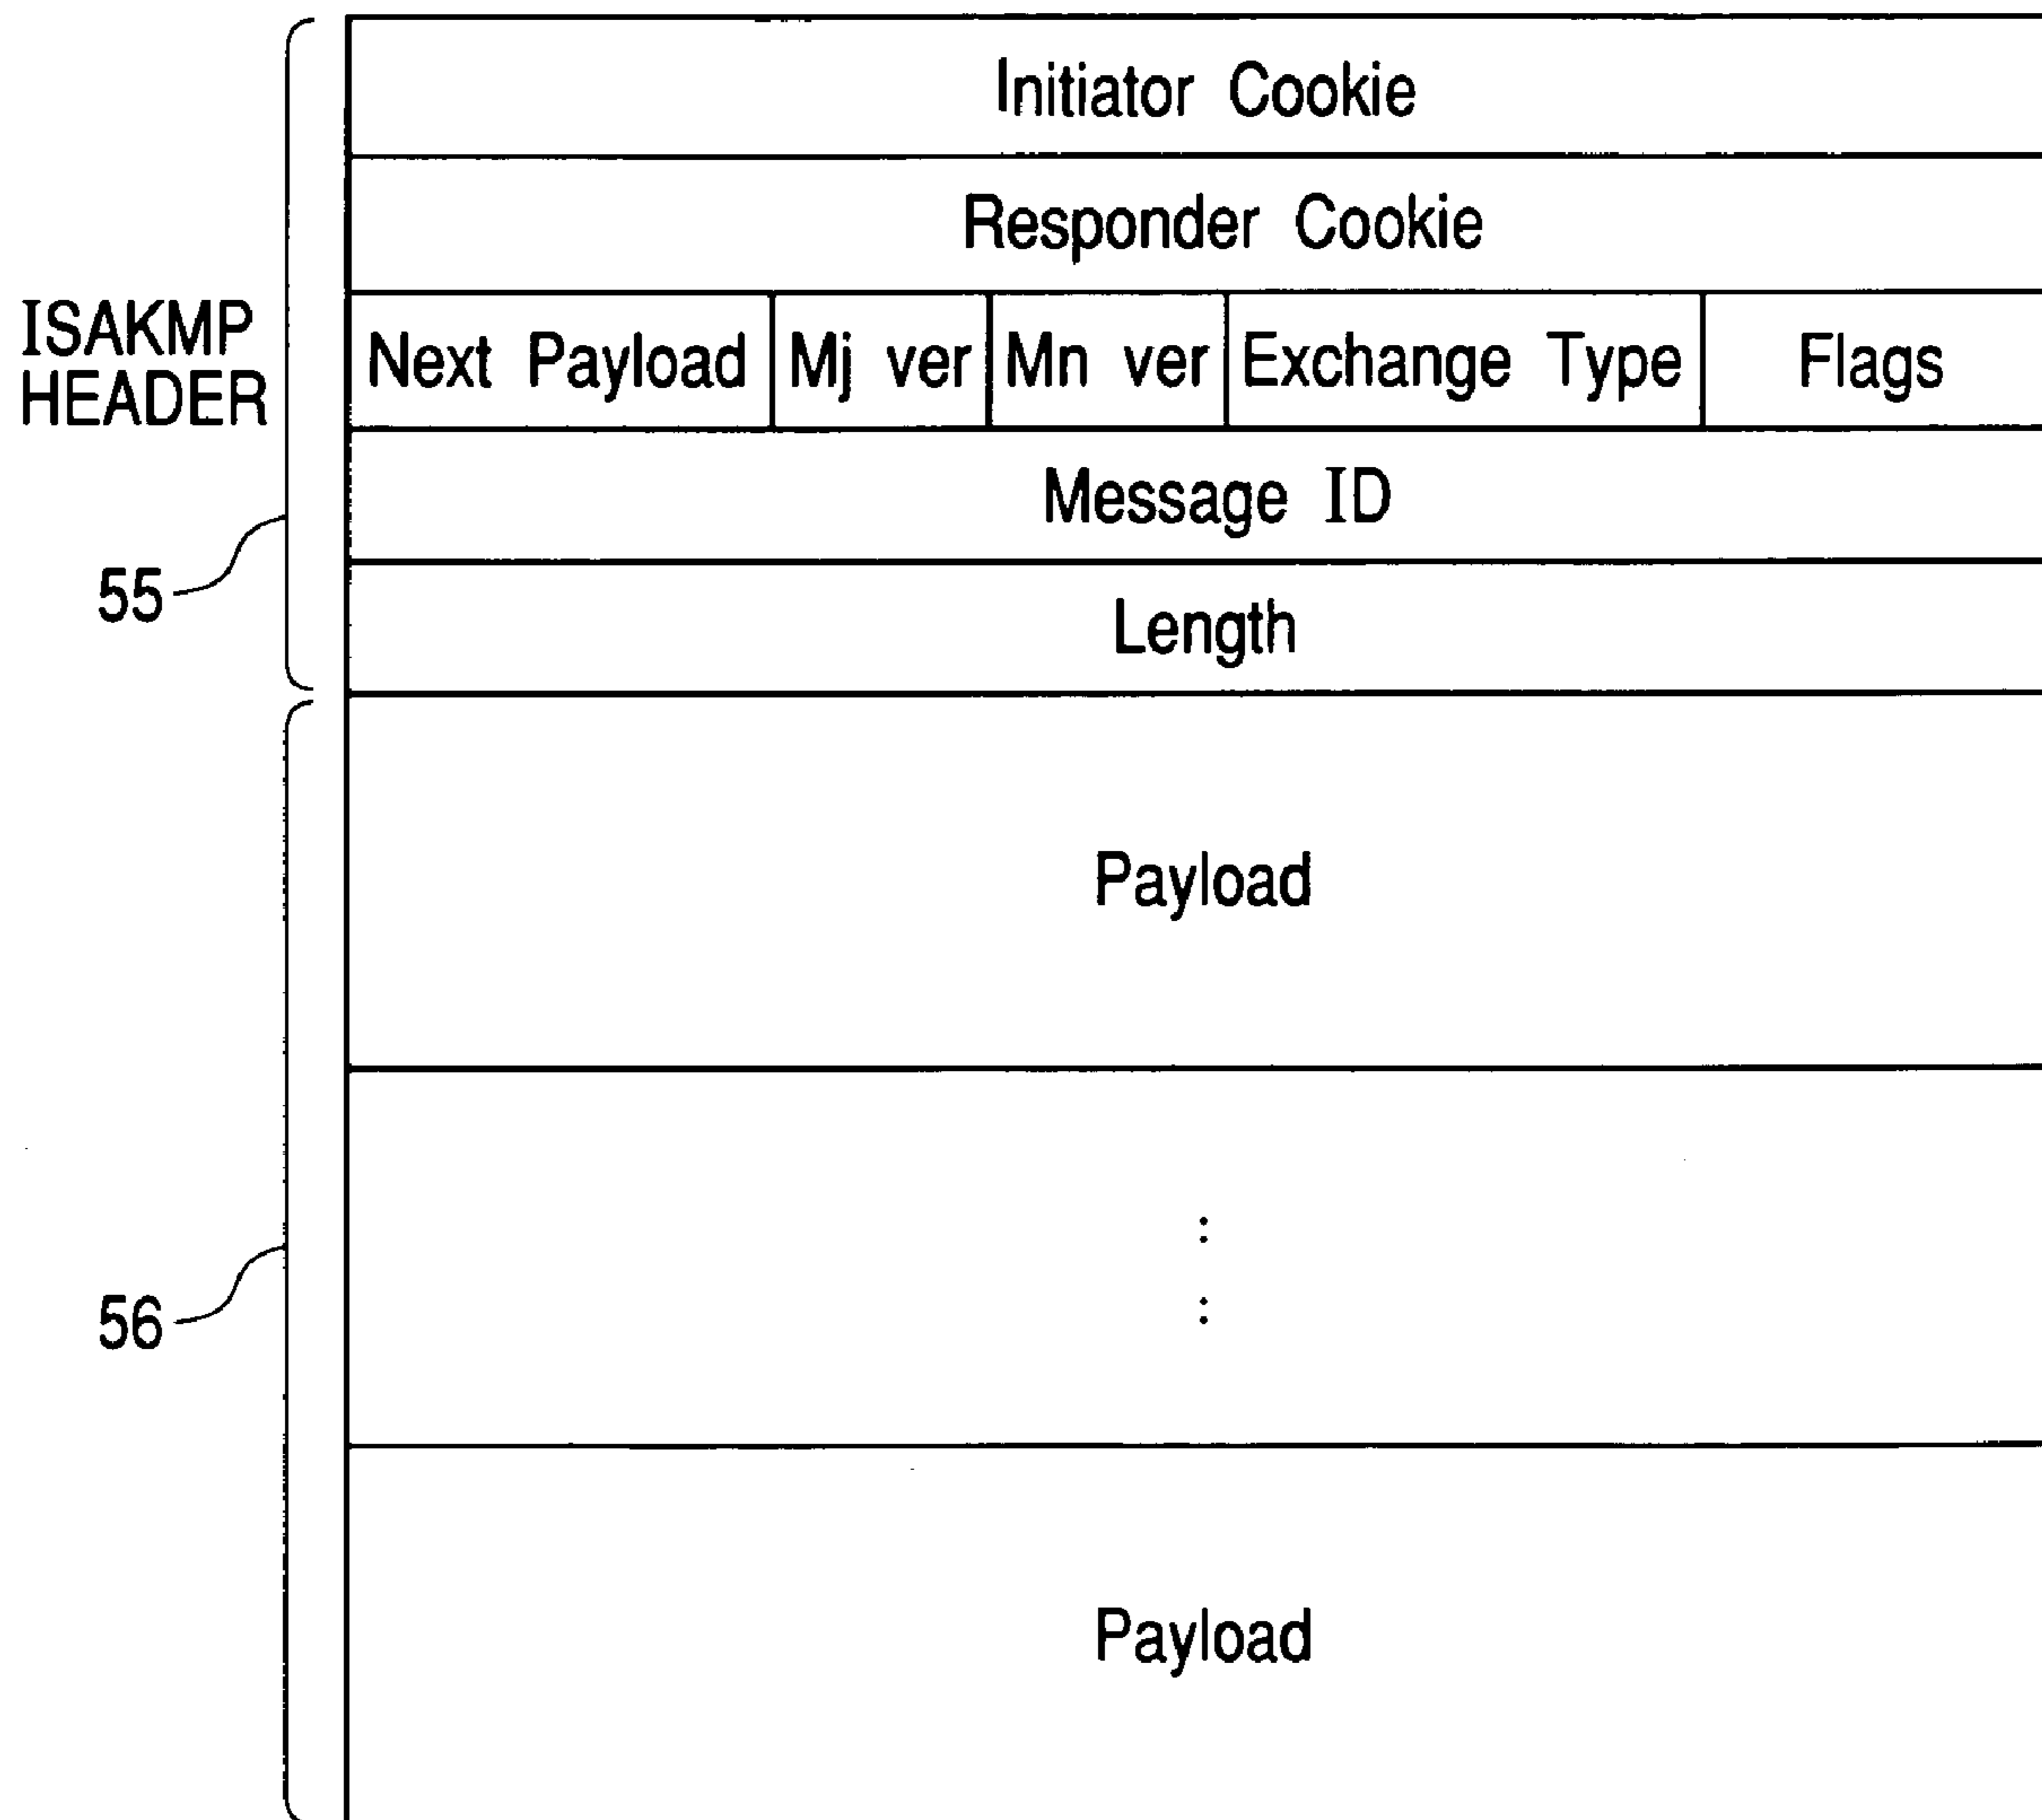 Initiator Cookie
Responder Cookie
ISAKMP
HEADER
Next Payload Mj ver Mn ver Exchange Type Flags
Message ID
55
Length
Payload
:
:
56
Payload